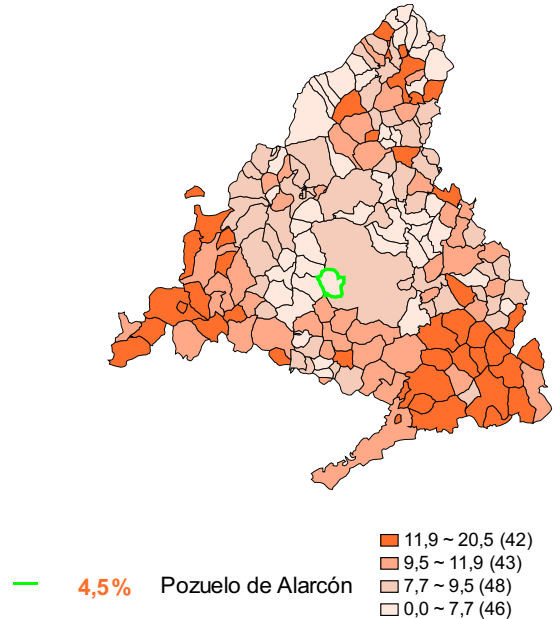 11,9 ~ 20,5 (42)
9,5 ~ 11,9 (43)
7,7 ~ 9,5 (48)
0,0 ~ 7,7 (46)
4,5% Pozuelo de Alarcón